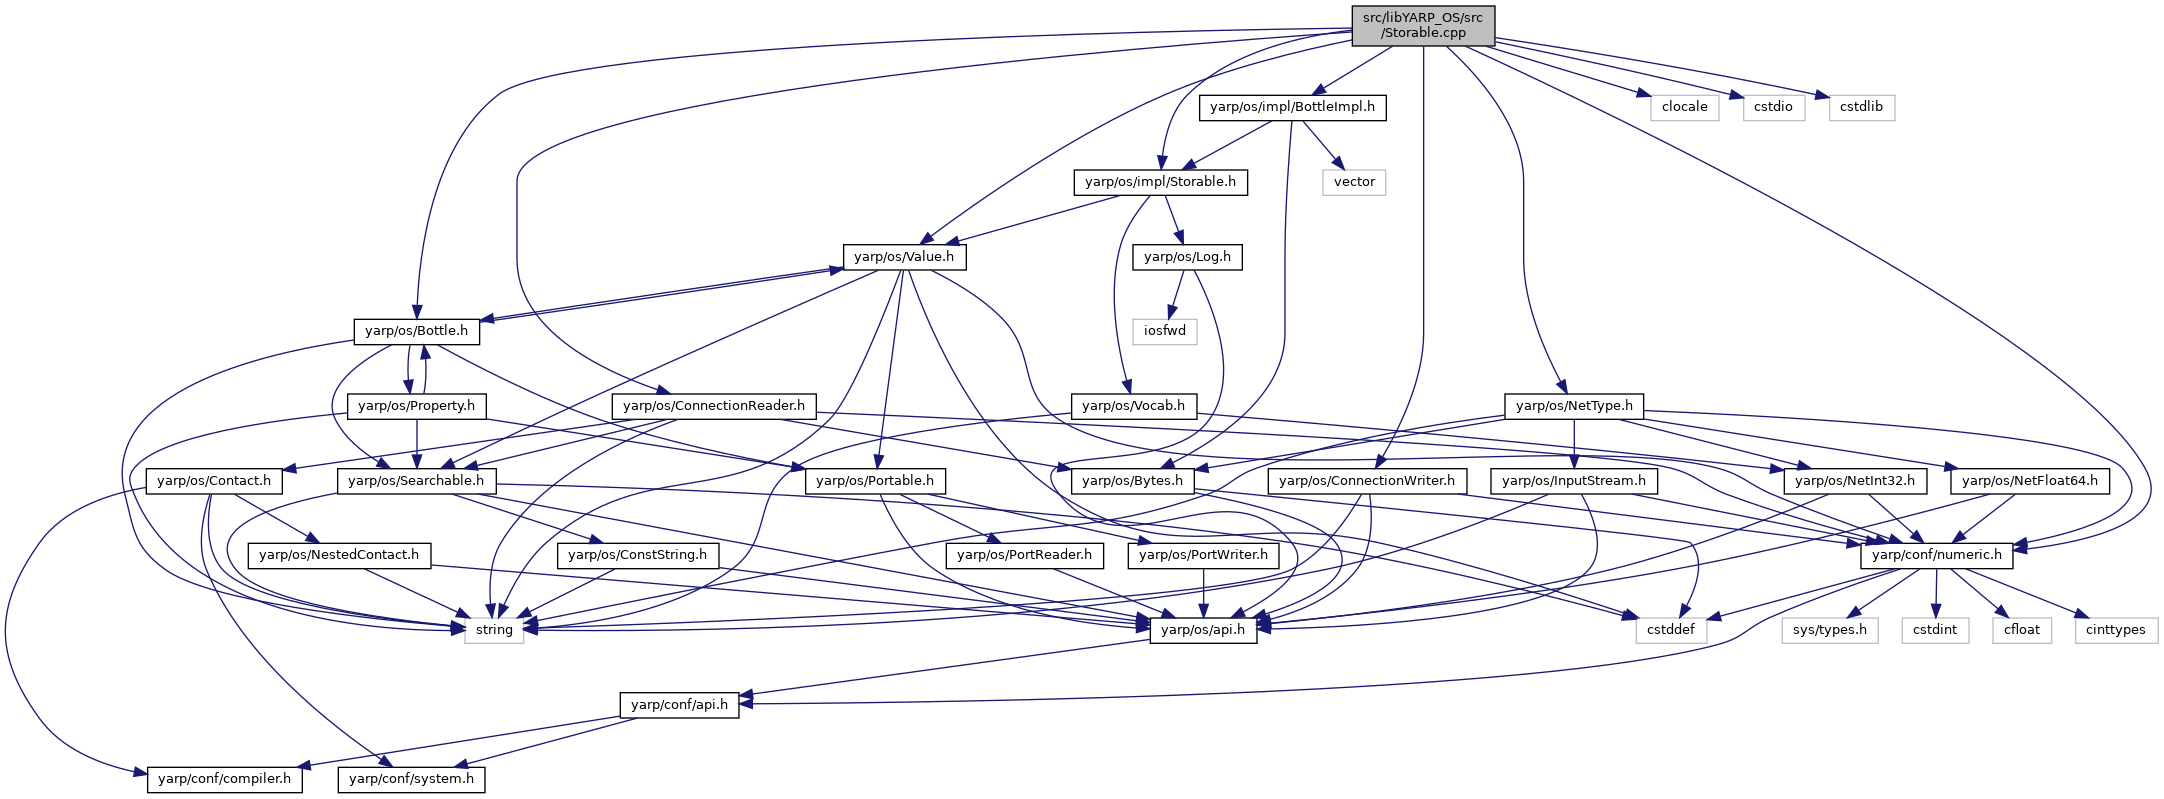 src/libYARP_OS/src
/Storable.cpp
yarp/os/impl/BottleImpl.h
clocale
cstdio
cstdlib
yarp/os/impl/Storable.h
vector
yarp/os/Value.h
yarp/os/Log.h
yarp/os/Bottle.h
iosfwd
yarp/os/Property.h
yarp/os/ConnectionReader.h
yarp/os/Vocab.h
yarp/os/NetType.h
yarp/os/Contact.h
yarp/os/Searchable.h
yarp/os/Portable.h
yarp/os/Bytes.h
yarp/os/ConnectionWriter.h
yarp/os/InputStream.h
yarp/os/NetInt32.h
yarp/os/NetFloat64.h
yarp/os/NestedContact.h
yarp/os/ConstString.h
yarp/os/PortReader.h
yarp/os/PortWriter.h
yarp/conf/numeric.h
string
yarp/os/api.h
cstddef
sys/types.h
cstdint
cfloat
cinttypes
yarp/conf/api.h
yarp/conf/compiler.h
yarp/conf/system.h